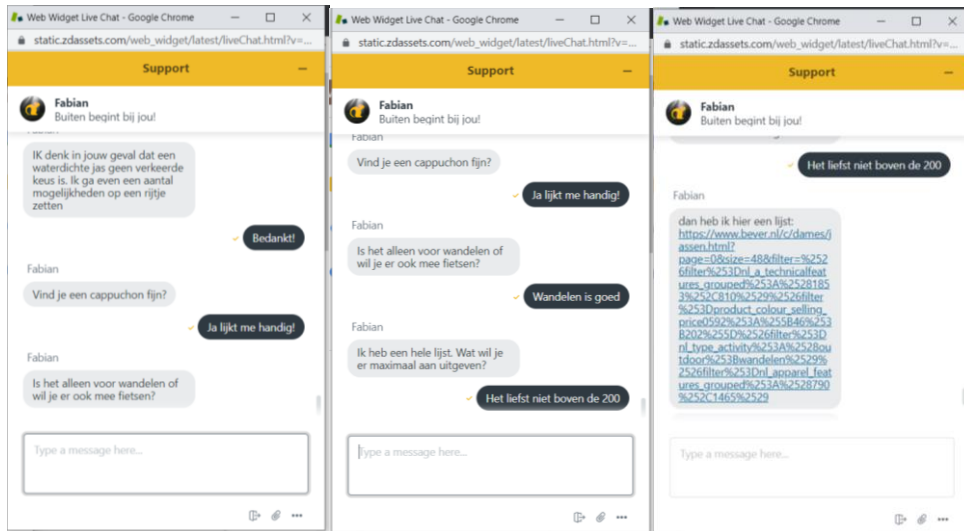 Web Widget Live Chat - Google Chrome
static.zdassets.com/web_widget/latest/liveChat.html?v=...
Support
Fabian
Buiten begint bij jou!
IK denk in jouw geval dat een
waterdichte jas geen verkeerde
keus is. Ik ga even een aantal
mogelijkheden op een rijtje
zetten
Bedankt!
Fabian
Vind je een cappuchon fijn?
Ja lijkt me handig!
Fabian
Is het alleen voor wandelen of
wil je er ook mee fietsen?
Type a message here...
Web Widget Live Chat - Google Chrome
static.zdassets.com/web_widget/latest/liveChat.html?v=...
Support
Fabian
Buiten begint bij jou!
Fabian
Vind je een cappuchon fijn?
Ja lijkt me handig!
Fabian
Is het alleen voor wandelen of
wil je er ook mee fietsen?
Wandelen is goed
Fabian
Ik heb een hele lijst. Wat wil je
er maximaal aan uitgeven?
Het liefst niet boven de 200
Type a message here...
Web Widget Live Chat - Google Chrome
static.zdassets.com/web_widget/latest/liveChat.html?v=...
Support
Fabian
Buiten begint bij jou!
Het liefst niet boven de 200
Fabian
dan heb ik hier een lijst:
https://www.bever.nl/c/dames/j
assen.html?
page=0&size=48&filter=%252
6filter%253Dnl_a_technicalfeat
ures_grouped%253A%2528185
3%252C810%2529%2526filter
%253Dproduct_colour_selling_
price0592%253A%255B46%253
B202%255D%2526filter%253D
nl_type_activity%253A%2528ou
tdoor%253Bwandelen%2529%
2526filter%253Dnl_apparel_feat
ures_grouped%253A%2528790
%252C1465%2529
Type a message here...